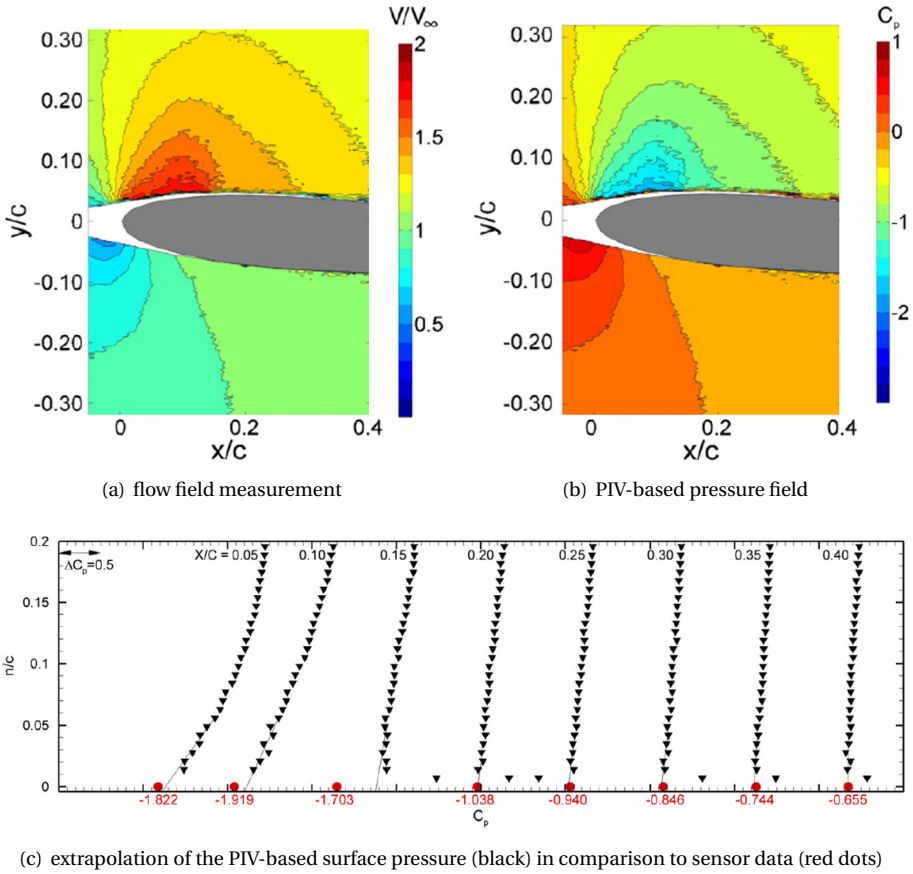 V/V∞
2
1.5
1
0.5
0.30
0.20
0.10
0
-0.10
-0.20
-0.30
y/c
0 0.2 0.4
x/c
(a) flow field measurement
Cp
1
0
-1
-2
0.30
0.20
0.10
0
-0.10
-0.20
-0.30
y/c
0 0.2 0.4
x/c
(b) PIV-based pressure field
0.2
0.15
0.1
0.05
0
n/c
ΔCp=0.5
X/C = 0.05 0.10 0.15 0.20 0.25 0.30 0.35 0.40
-1.822 -1.919 -1.703 -1.038 -0.940 -0.846 -0.744 -0.655
Cp
(c) extrapolation of the PIV-based surface pressure (black) in comparison to sensor data (red dots)